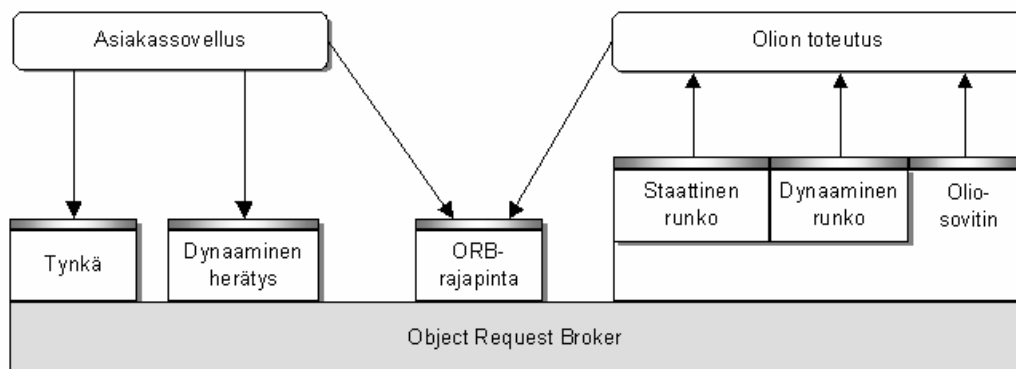 Asiakassovellus
Olion toteutus
Staattinen
runko
Dynaaminen
runko
Olio-
sovitin
Tynkä
Dynaaminen
herätys
ORB-
rajapinta
Object Request Broker